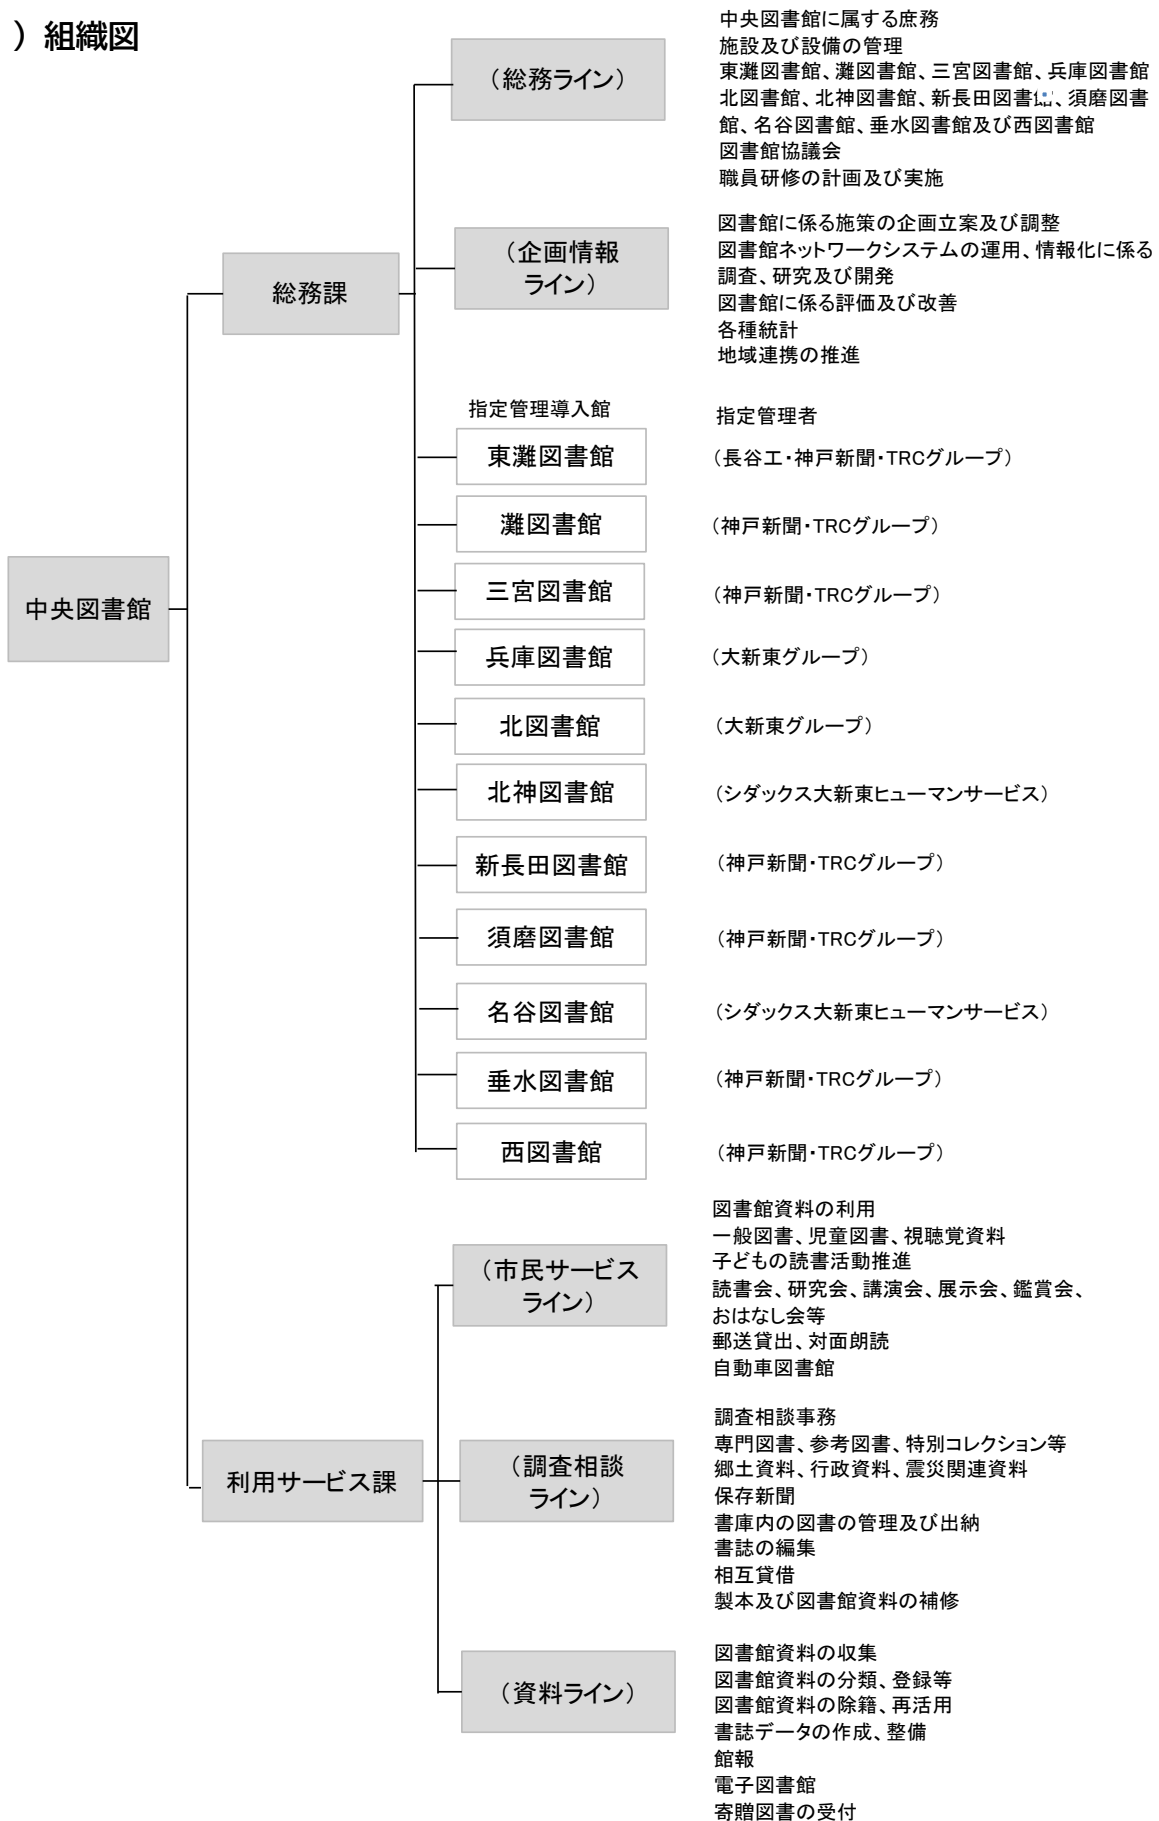 ）組織図
中央図書館に属する庶務
施設及び設備の管理
（総務ライン）
東灘図書館、灘図書館、三宮図書館、兵庫図書館
北図書館、北神図書館、新長田図書館、須磨図書
館、名谷図書館、垂水図書館及び西図書館
図書館協議会
職員研修の計画及び実施
図書館に係る施策の企画立案及び調整
（企画情報
ライン）
図書館ネットワークシステムの運用、情報化に係る
調査、研究及び開発
総務課
図書館に係る評価及び改善
各種統計
地域連携の推進
指定管理導入館
指定管理者
東灘図書館
（長谷工・神戸新聞・TRCグループ）
灘図書館
（神戸新聞・TRCグループ）
三宮図書館
（神戸新聞・TRCグループ）
中央図書館
兵庫図書館
（大新東グループ）
北図書館
（大新東グループ）
北神図書館
（シダックス大新東ヒューマンサービス）
新長田図書館
（神戸新聞・TRCグループ）
須磨図書館
（神戸新聞・TRCグループ）
名谷図書館
（シダックス大新東ヒューマンサービス）
垂水図書館
（神戸新聞・TRCグループ）
西図書館
（神戸新聞・TRCグループ）
図書館資料の利用
一般図書、児童図書、視聴覚資料
子どもの読書活動推進
（市民サービス
ライン）
読書会、研究会、講演会、展示会、鑑賞会、
おはなし会等
郵送貸出、対面朗読
自動車図書館
調査相談事務
専門図書、参考図書、特別コレクション等
郷土資料、行政資料、震災関連資料
利用サービス課
（調査相談
ライン）
保存新聞
書庫内の図書の管理及び出納
書誌の編集
相互貸借
製本及び図書館資料の補修
図書館資料の収集
図書館資料の分類、登録等
（資料ライン）
図書館資料の除籍、再活用
書誌データの作成、整備
館報
電子図書館
寄贈図書の受付